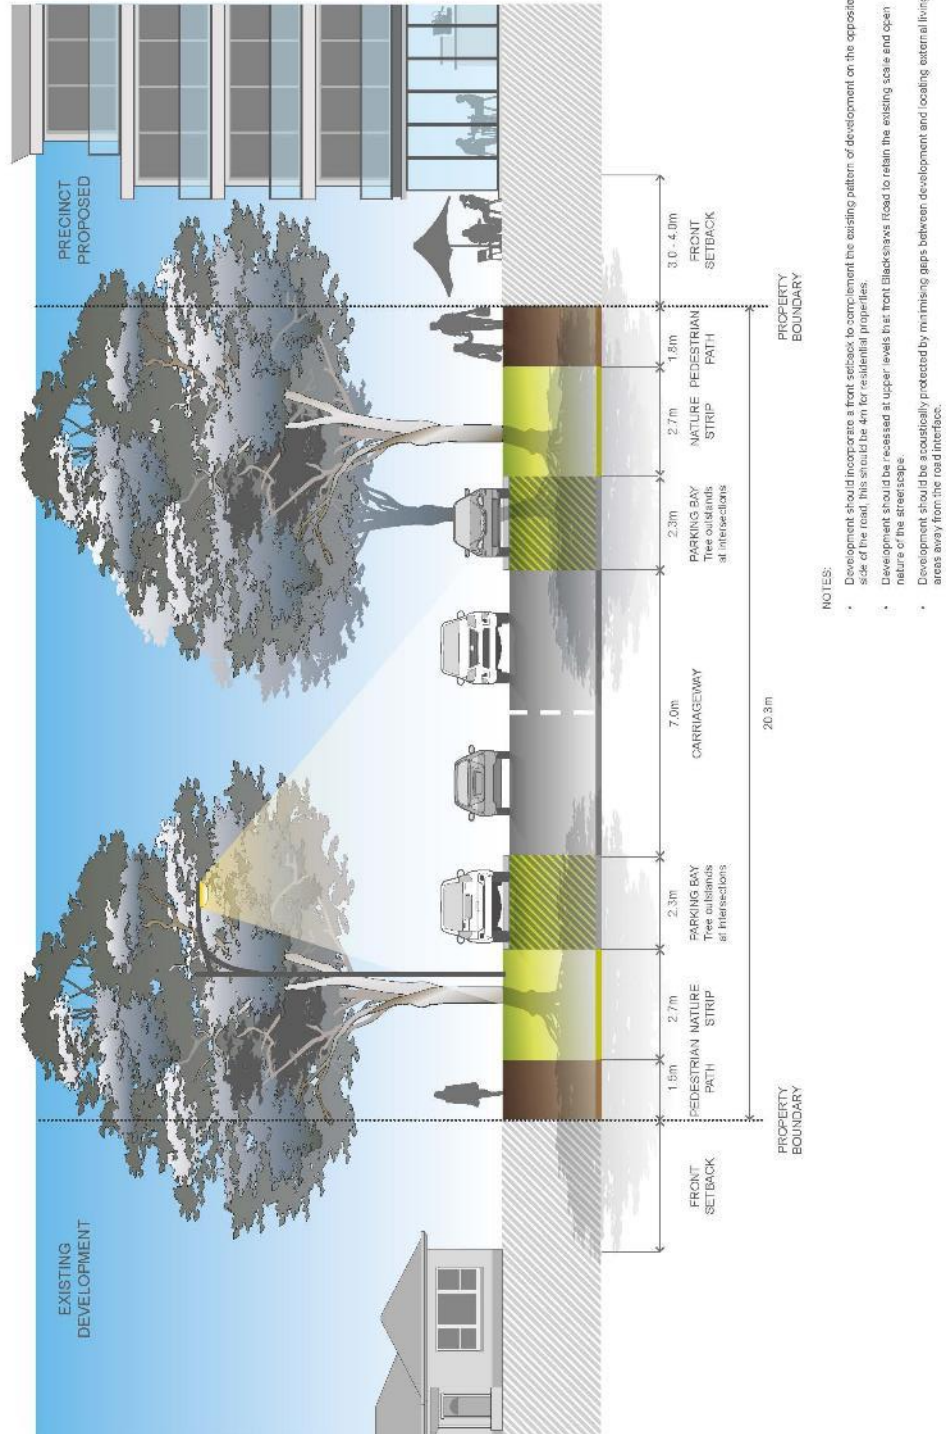 EXISTING
DEVELOPMENT
PRECINCT
PROPOSED
FRONT
SETBACK
1.5m
PEDESTRIAN
PATH
2.7m
NATURE
STRIP
2.3m
PARKING BAY
Tree outstands
at intersections
7.0m
CARRIAGEWAY
2.3m
PARKING BAY
Tree outstands
at intersections
2.7m
NATURE
STRIP
1.8m
PEDESTRIAN
PATH
3.0 - 4.0m
FRONT
SETBACK
20.3m
PROPERTY
BOUNDARY
PROPERTY
BOUNDARY
NOTES:
• Development should incorporate a front setback to complement the existing pattern of development on the opposite
side of the road, this should be 4m for residential properties.
• Development should be recessed at upper levels that front Blackshaws Road to retain the existing scale and open
nature of the streetscape.
• Development should be acoustically protected by minimising gaps between development and locating external living
areas away from the road interface.